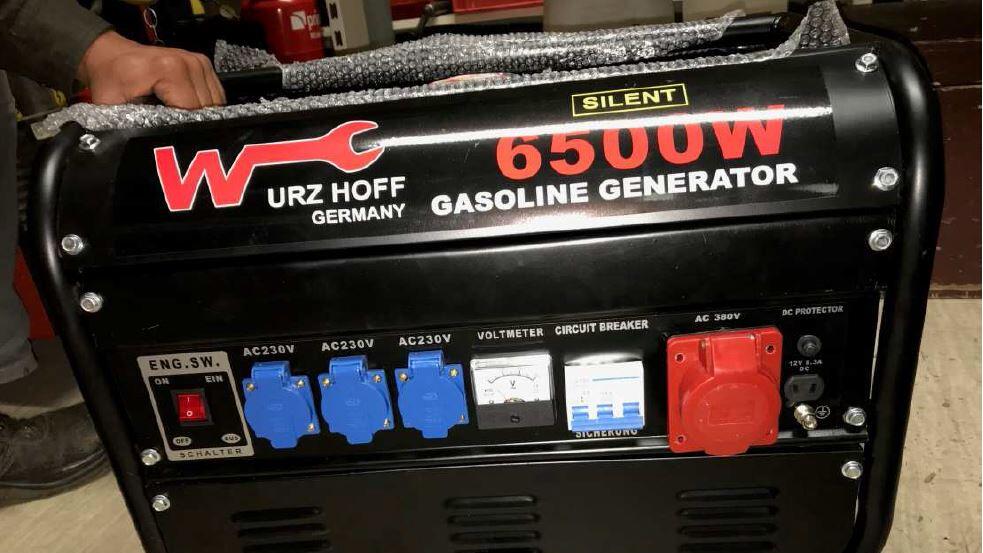 SILENT
6500W
W
URZ HOFF
GERMANY
GASOLINE GENERATOR
AC 380V
DC PROTECTOR
VOLTMETER
CIRCUIT BREAKER
AC230V
AC230V
AC230V
ENG.SW.
ON
EIN
OFF
AUS
SCHALTER
V
SICHERUNG
12V 8.3A
DC